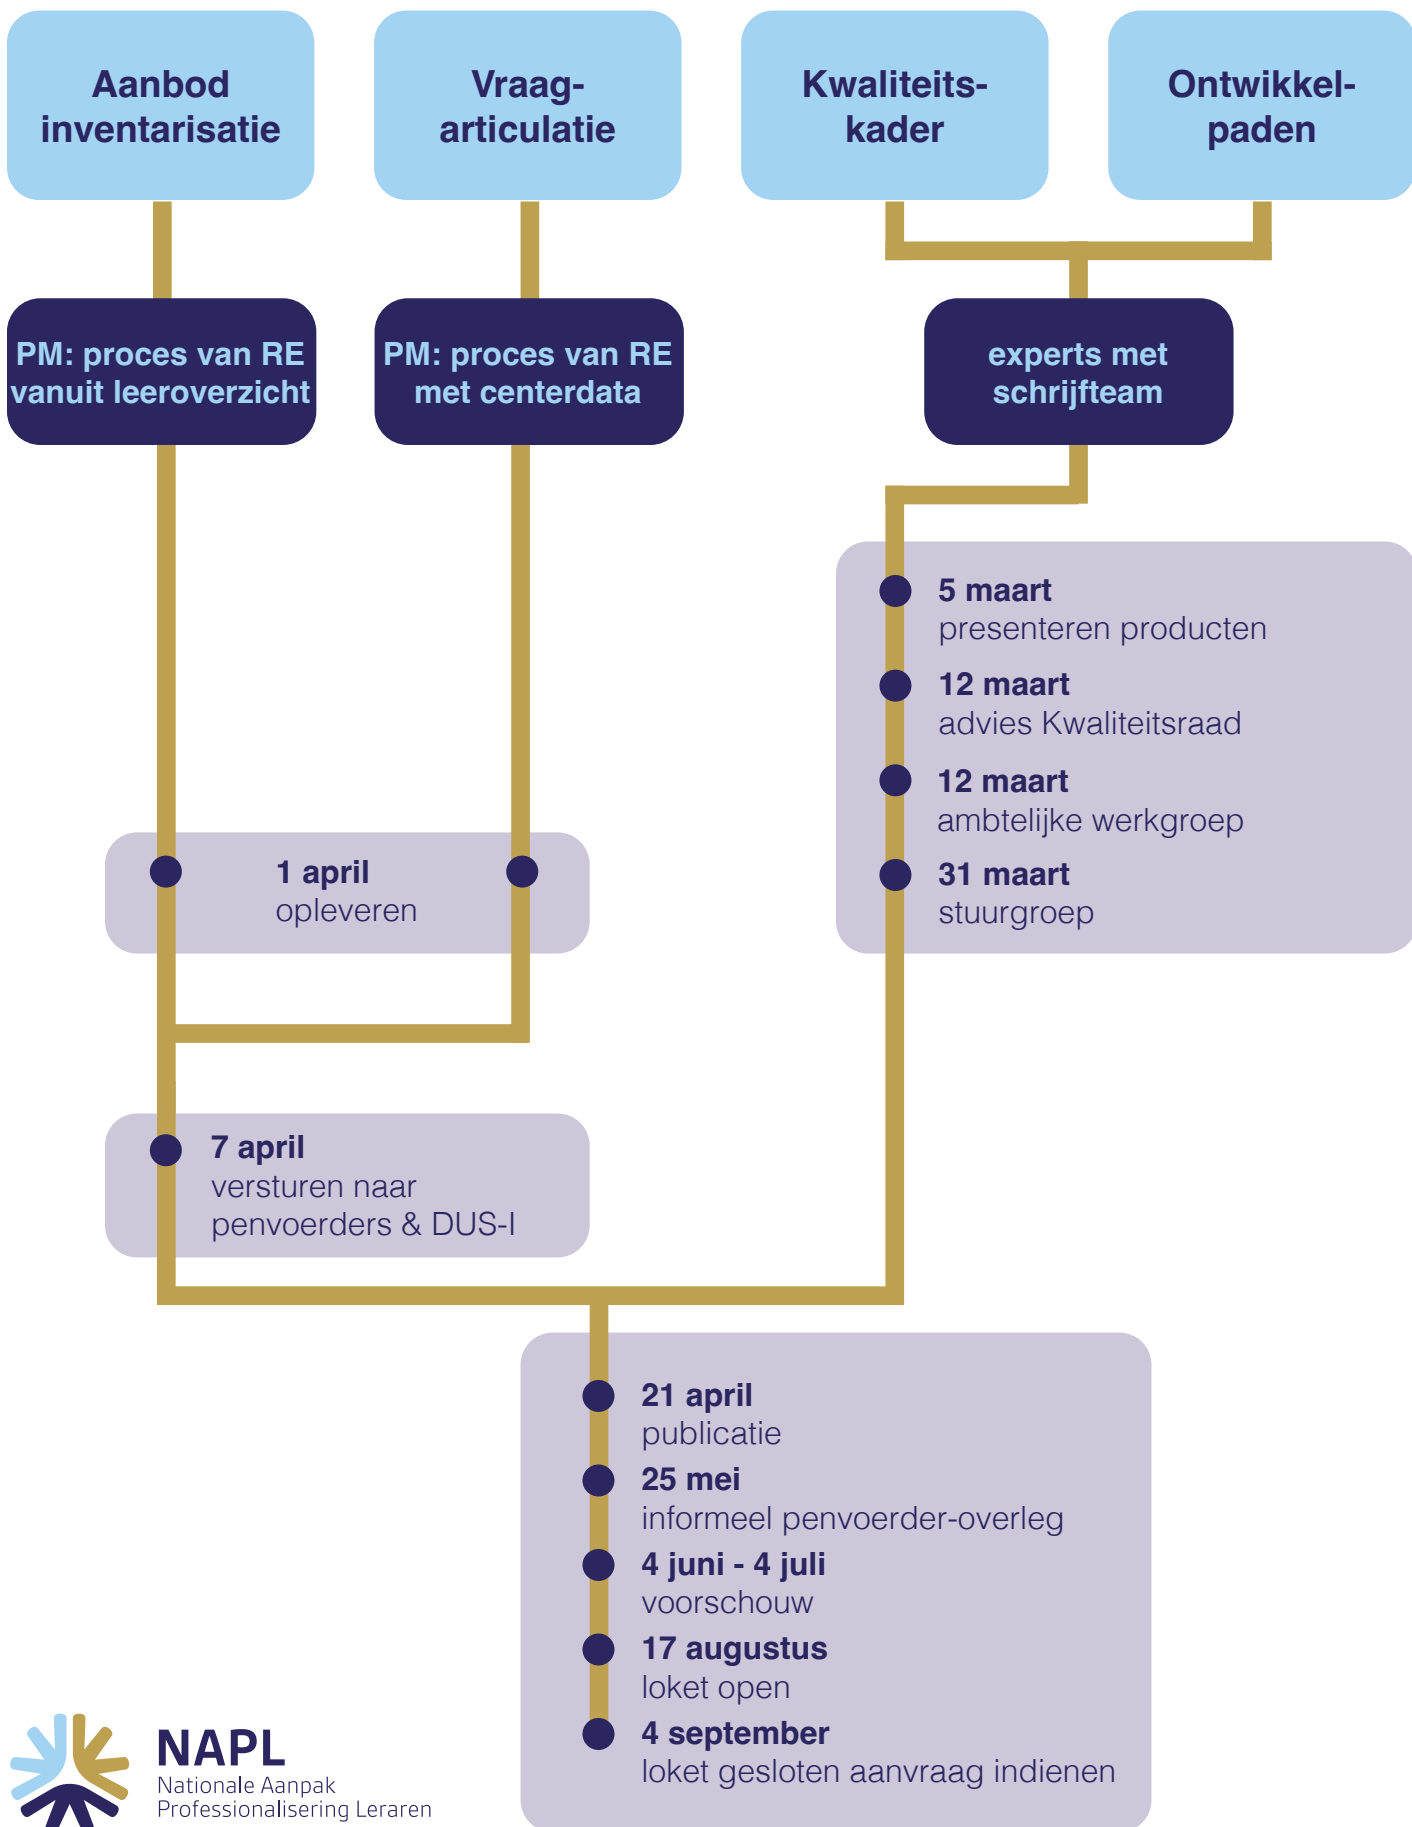 Aanbod
inventarisatie
Vraag-
articulatie
Kwaliteits-
kader
Ontwikkel-
paden
PM: proces van RE
vanuit leeroverzicht
PM: proces van RE
met centerdata
experts met
schrijfteam
5 maart
presenteren producten
12 maart
advies Kwaliteitsraad
12 maart
ambtelijke werkgroep
31 maart
stuurgroep
1 april
opleveren
7 april
versturen naar
penvoerders & DUS-I
21 april
publicatie
25 mei
informeel penvoerder-overleg
4 juni - 4 juli
voorschouw
17 augustus
loket open
4 september
loket gesloten aanvraag indienen
NAPL
Nationale Aanpak
Professionalisering Leraren